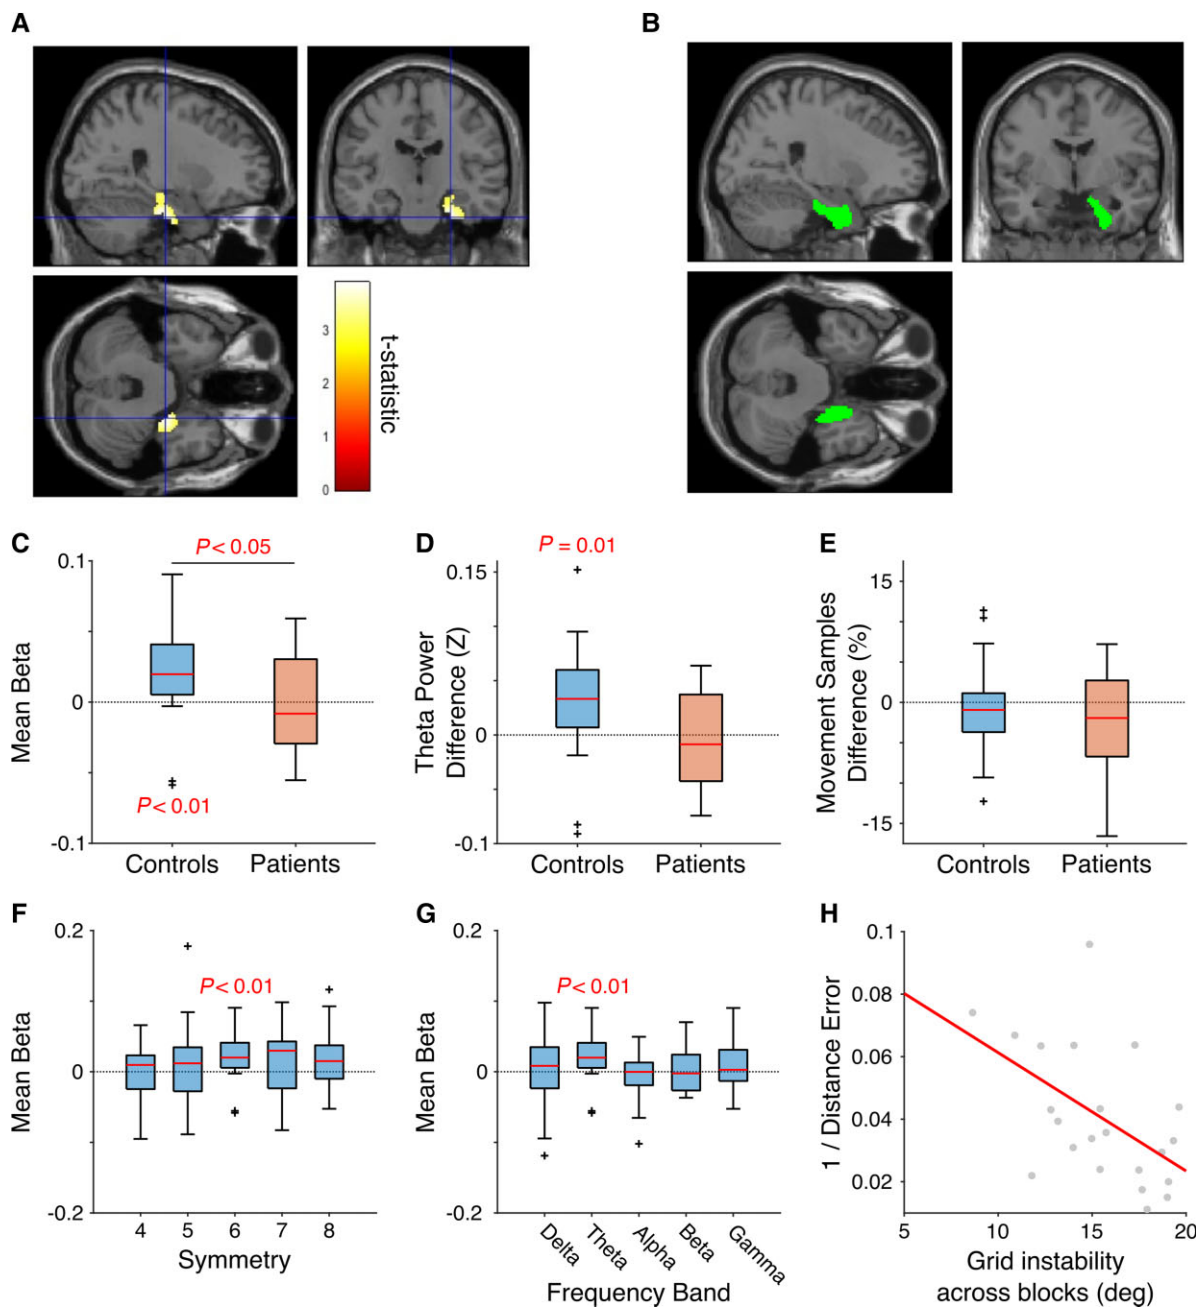 A
B
3
2
1
0
t-statistic
C
P < 0.05
0.1
0
-0.1
Mean Beta
P < 0.01
Controls
Patients
D
P = 0.01
0.15
0
-0.1
Theta Power
Difference (Z)
Controls
Patients
E
15
0
-15
Movement Samples
Difference (%)
Controls
Patients
F
0.2
0
-0.2
Mean Beta
P < 0.01
4 5 6 7 8
Symmetry
G
0.2
0
-0.2
Mean Beta
P < 0.01
Delta
Theta
Alpha
Beta
Gamma
Frequency Band
H
0.1
0.08
0.06
0.04
0.02
1 / Distance Error
5 10 15 20
Grid instability
across blocks (deg)